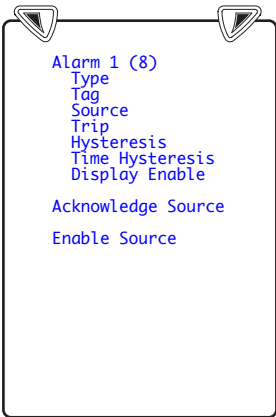 Alarm 1 (8)
Type
Tag
Source
Trip
Hysteresis
Time Hysteresis
Display Enable
Acknowledge Source
Enable Source